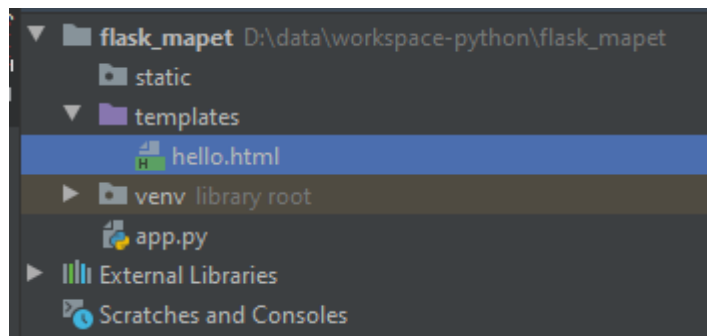 flask_mapet D:\data\workspace-python\flask_mapet
static
templates
hello.html
venv library root
app.py
External Libraries
Scratches and Consoles